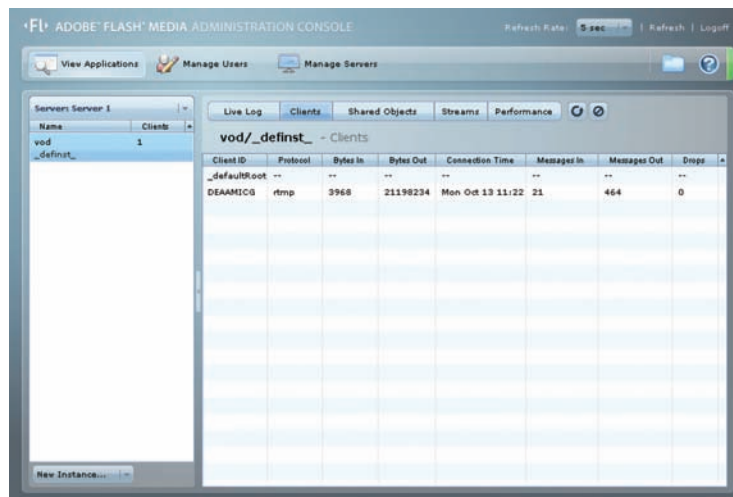 Fl ADOBE® FLASH® MEDIA ADMINISTRATION CONSOLE
Refresh Rate: 5 sec | Refresh | Logoff
View Applications Manage Users Manage Servers ?
Server: Server 1
Name Clients
vod 1
_definst_
New Instance...
Live Log Clients Shared Objects Streams Performance
vod/_definst_ - Clients
Client ID Protocol Bytes In Bytes Out Connection Time Messages In Messages Out Drops
_defaultRoot -- -- -- -- -- -- --
DEAAMICG rtmp 3968 21198234 Mon Oct 13 11:22 21 464 0